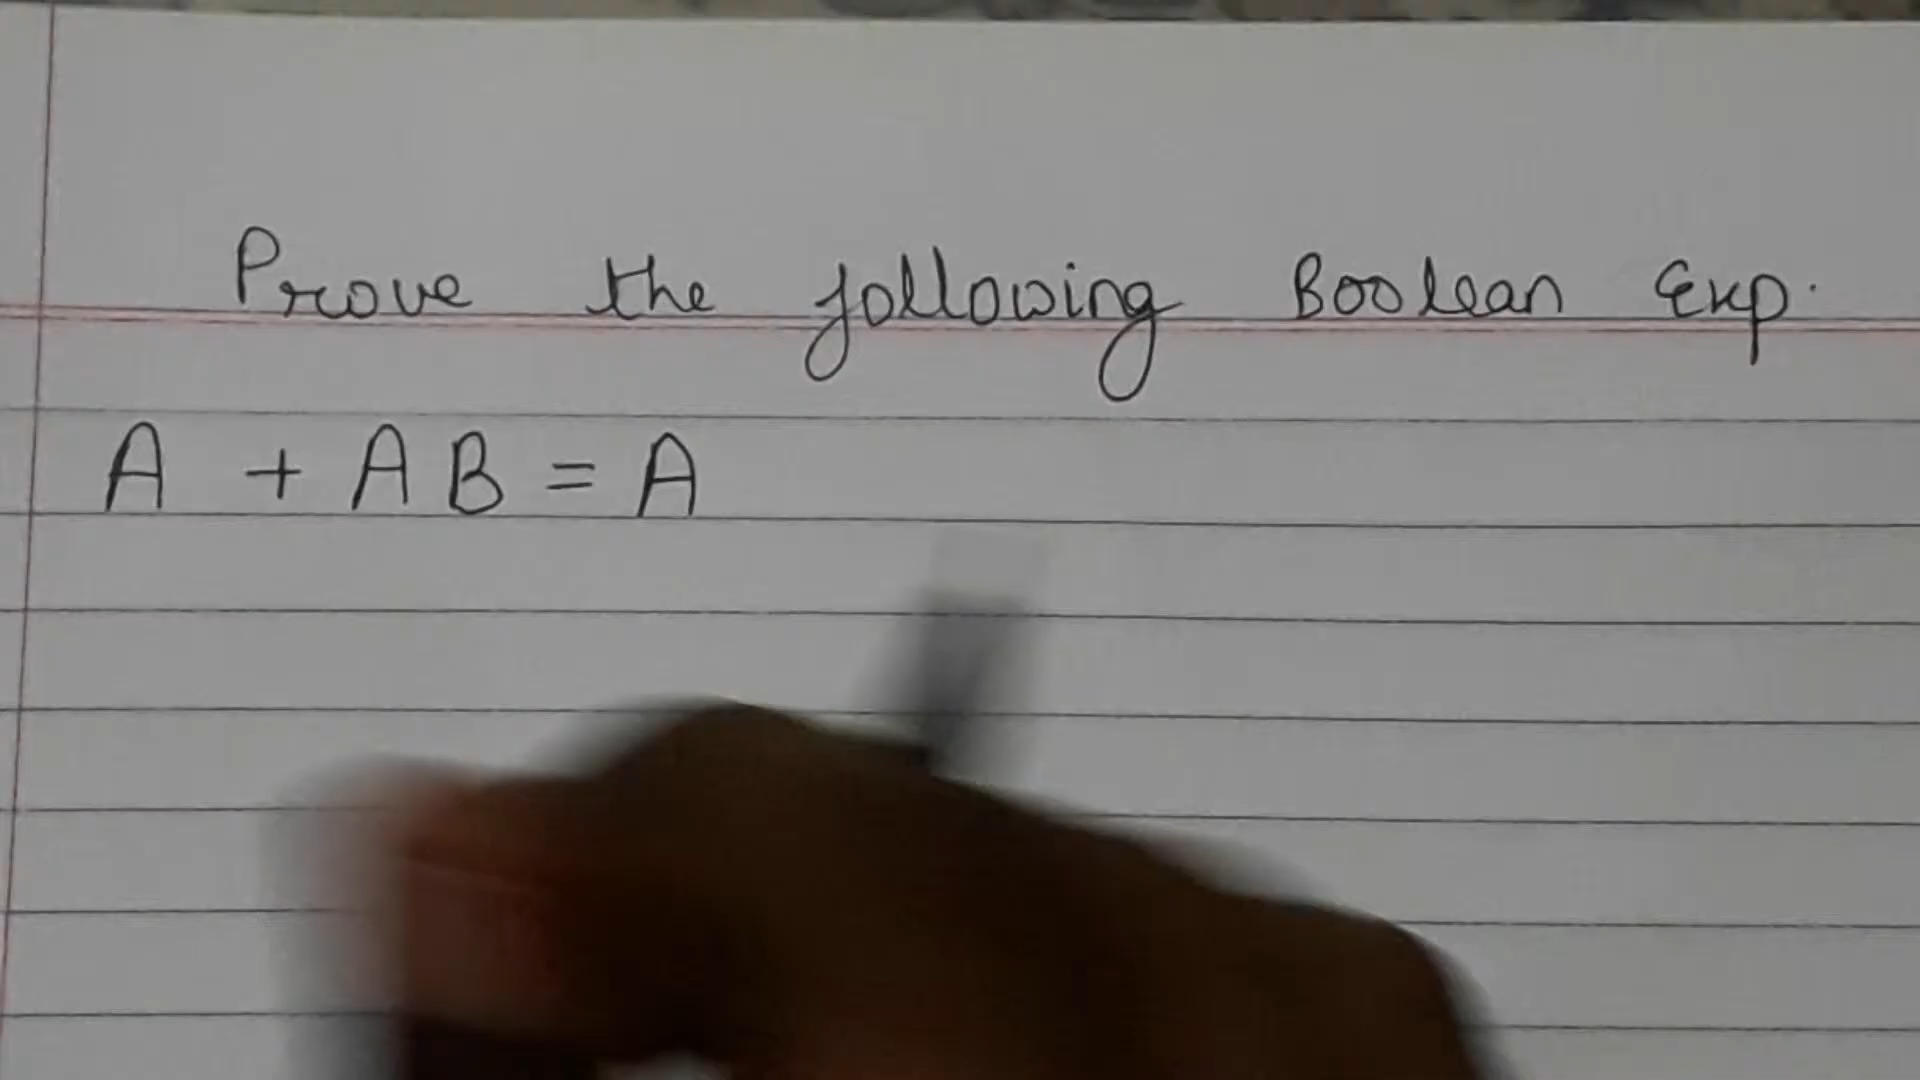 Prove the following Boolean Exp.
A + AB = A